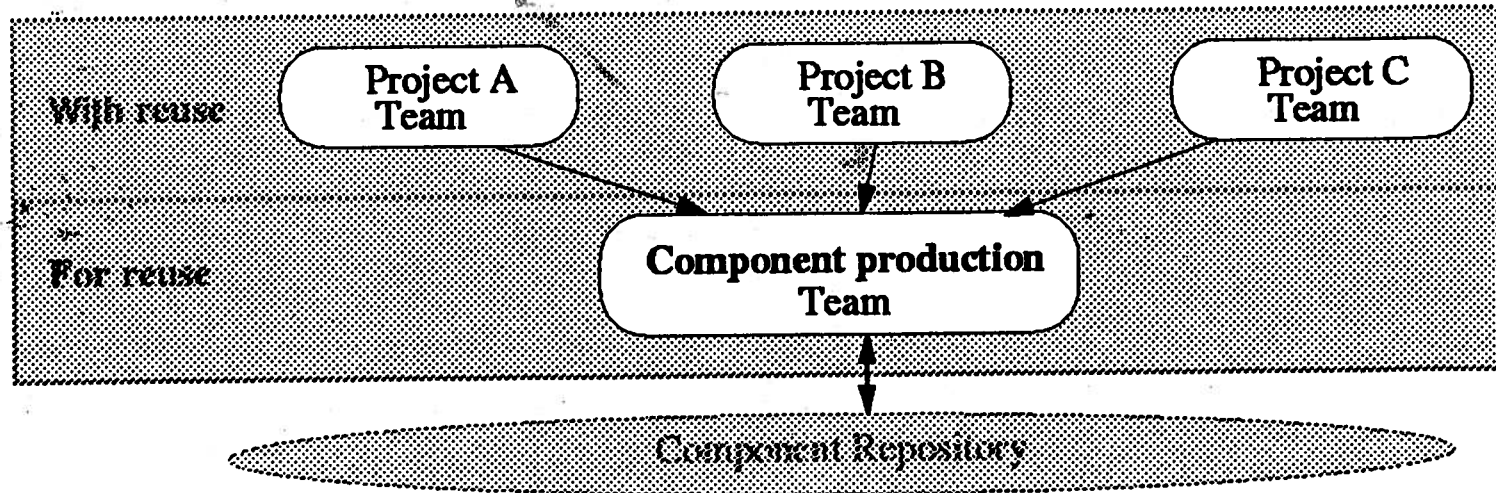 Project A
Team
Project B
Team
Project C
Team
With reuse
Component production
Team
For reuse
Component Repository